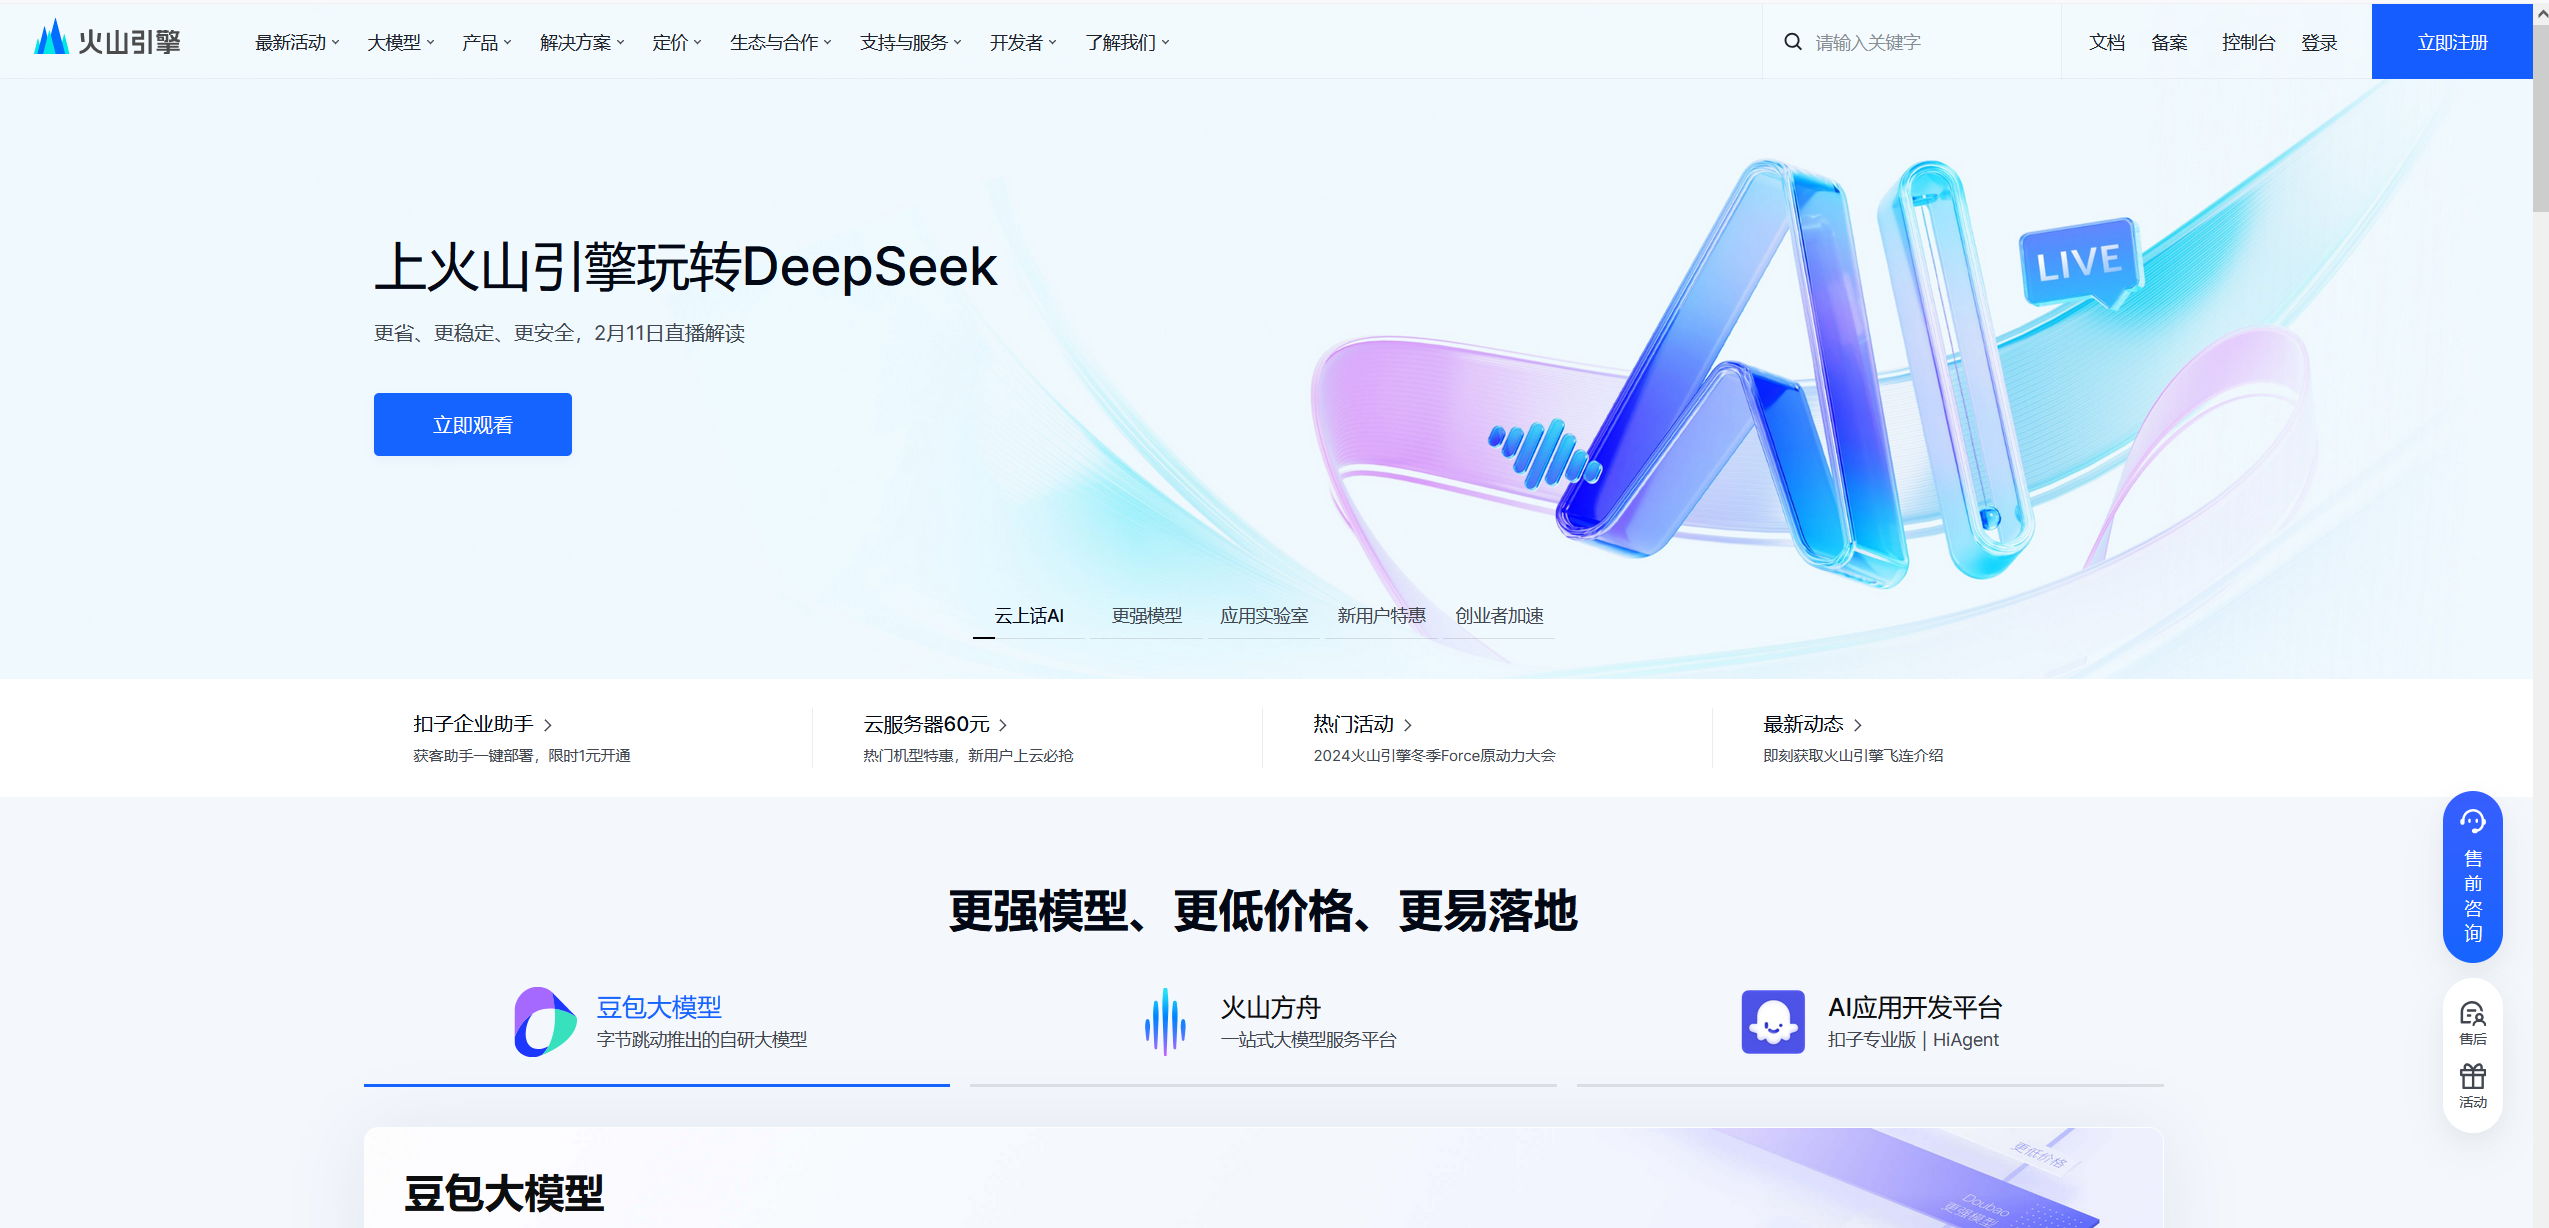 火山引擎
最新活动 大模型 产品 解决方案 定价 生态与合作 支持与服务 开发者 了解我们
请输入关键字
文档 备案 控制台 登录 立即注册
上火山引擎玩转DeepSeek
更省、更稳定、更安全，2月11日直播解读
立即观看
LIVE
云上话AI 更强模型 应用实验室 新用户特惠 创业者加速
扣子企业助手
获客助手一键部署，限时1元开通
云服务器60元
热门机型特惠，新用户上云必抢
热门活动
2024火山引擎冬季Force原动力大会
最新动态
即刻获取火山引擎飞连介绍
售前咨询
售后
活动
更强模型、更低价格、更易落地
豆包大模型
字节跳动推出的自研大模型
火山方舟
一站式大模型服务平台
AI应用开发平台
扣子专业版 | HiAgent
豆包大模型
更低价格
Doubao
更强模型